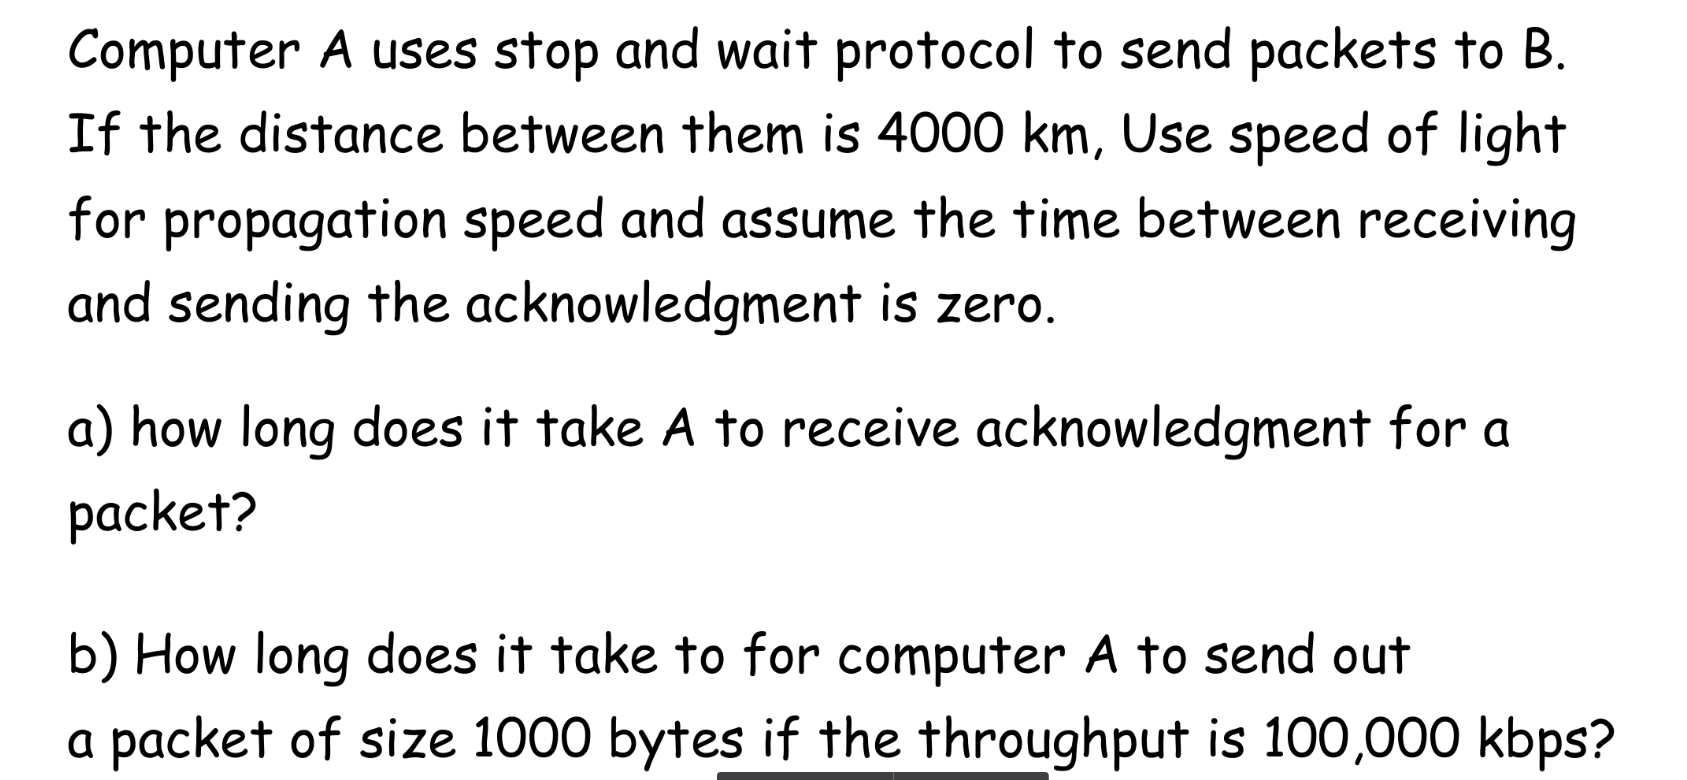 Computer A uses stop and wait protocol to send packets to B.
If the distance between them is 4000 km, Use speed of light
for propagation speed and assume the time between receiving
and sending the acknowledgment is zero.
a) how long does it take A to receive acknowledgment for a
packet?
b) How long does it take to for computer A to send out
a packet of size 1000 bytes if the throughput is 100,000 kbps?